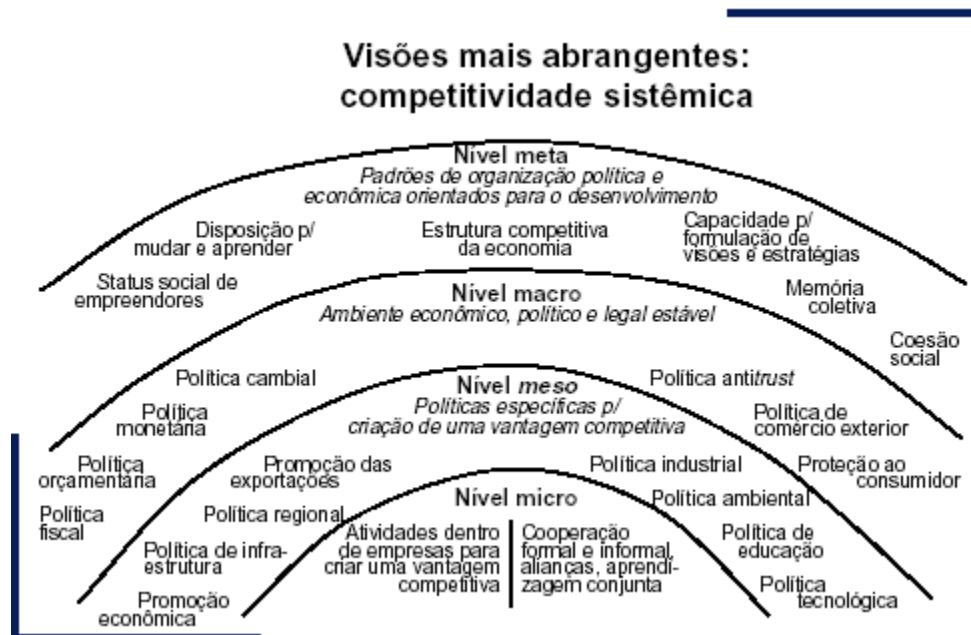 Visões mais abrangentes:
competitividade sistêmica
Nível meta
Padrões de organização política e
econômica orientados para o desenvolvimento
Disposição p/
mudar e aprender
Estrutura competitiva
da economia
Capacidade p/
formulação de
visões e estratégias
Status social de
empreendores
Memória
coletiva
Coesão
social
Nível macro
Ambiente econômico, político e legal estável
Política cambial
Política
monetária
Política
orçamentária
Política
fiscal
Política antitrust
Política de
comércio exterior
Proteção ao
consumidor
Nível meso
Políticas específicas p/
criação de uma vantagem competitiva
Promoção das
exportações
Política regional
Política de infra-
estrutura
Promoção
econômica
Política industrial
Política ambiental
Política de
educação
Política
tecnológica
Nível micro
Atividades dentro
de empresas para
criar uma vantagem
competitiva
Cooperação
formal e informal,
alianças, aprendi-
zagem conjunta